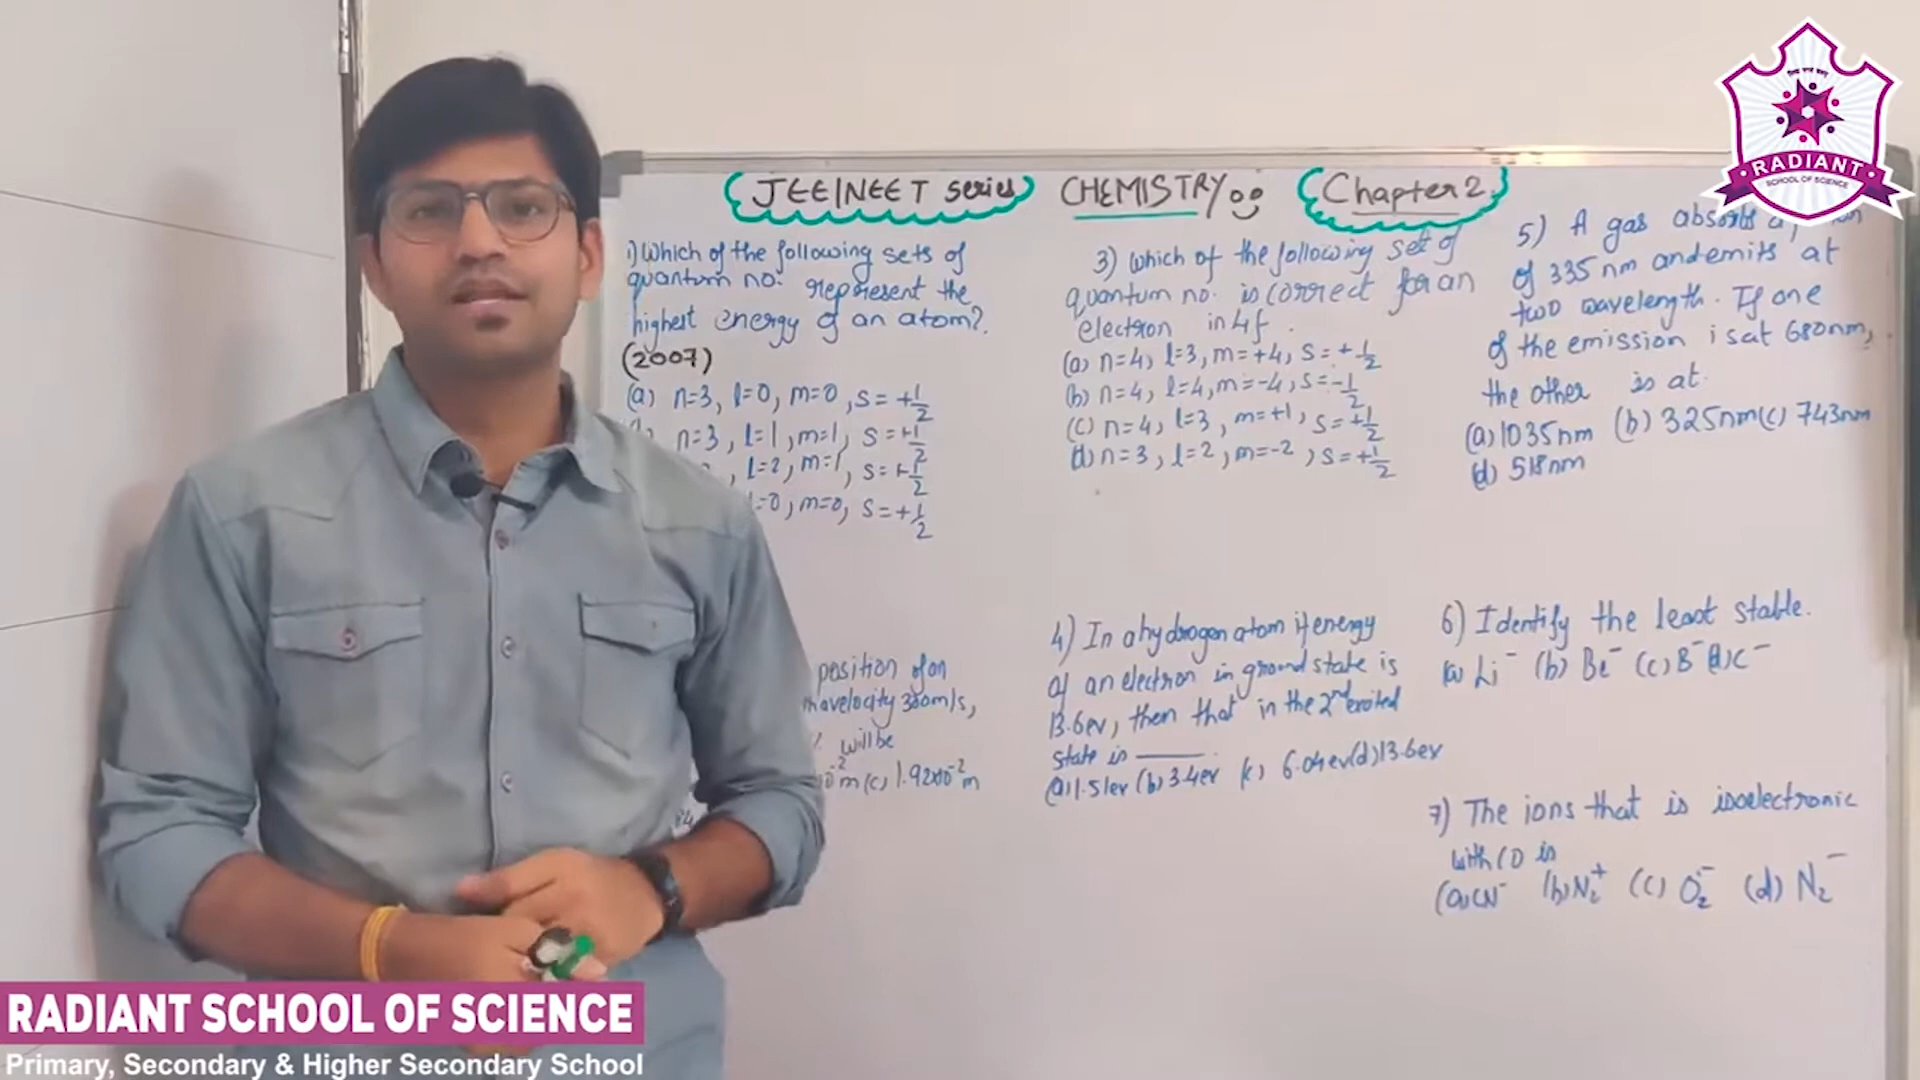 JEE/NEET series CHEMISTRY Chapter 2
1) Which of the following sets of
quantum no. represent the
highest energy of an atom?
(2007)
(a) n=3, l=0, m=0, s=+1/2
n=3, l=1, m=1, s=+1/2
, l=2, m=1, s=+1/2
l=0, m=0, s=+1/2
position of an
velocity 300m/s,
% will be
m (c) 1.92x10⁻² m
3) which of the following set of
quantum no. is correct for an
electron in 4f.
(a) n=4, l=3, m=+4, s=+1/2
(b) n=4, l=4, m=-4, s=-1/2
(c) n=4, l=3, m=+1, s=+1/2
(d) n=3, l=2, m=-2, s=+1/2
4) In a hydrogen atom if energy
of an electron in ground state is
13.6ev, then that in the 2nd excited
state is ______.
(a) 1.51ev (b) 3.4ev (c) 6.04ev (d) 13.6ev
5) A gas absorbs a
of 335 nm and emits at
two wavelength. If one
of the emission is at 680nm,
the other is at.
(a) 1035nm (b) 325nm (c) 743nm
(d) 518nm
6) Identify the least stable.
(a) Li⁻ (b) Be⁻ (c) B⁻ (d) C⁻
7) The ions that is isoelectronic
with CO is
(a) CN⁻ (b) N₂⁺ (c) O₂⁻ (d) N₂⁻
RADIANT
SCHOOL OF SCIENCE
RADIANT SCHOOL OF SCIENCE
Primary, Secondary & Higher Secondary School